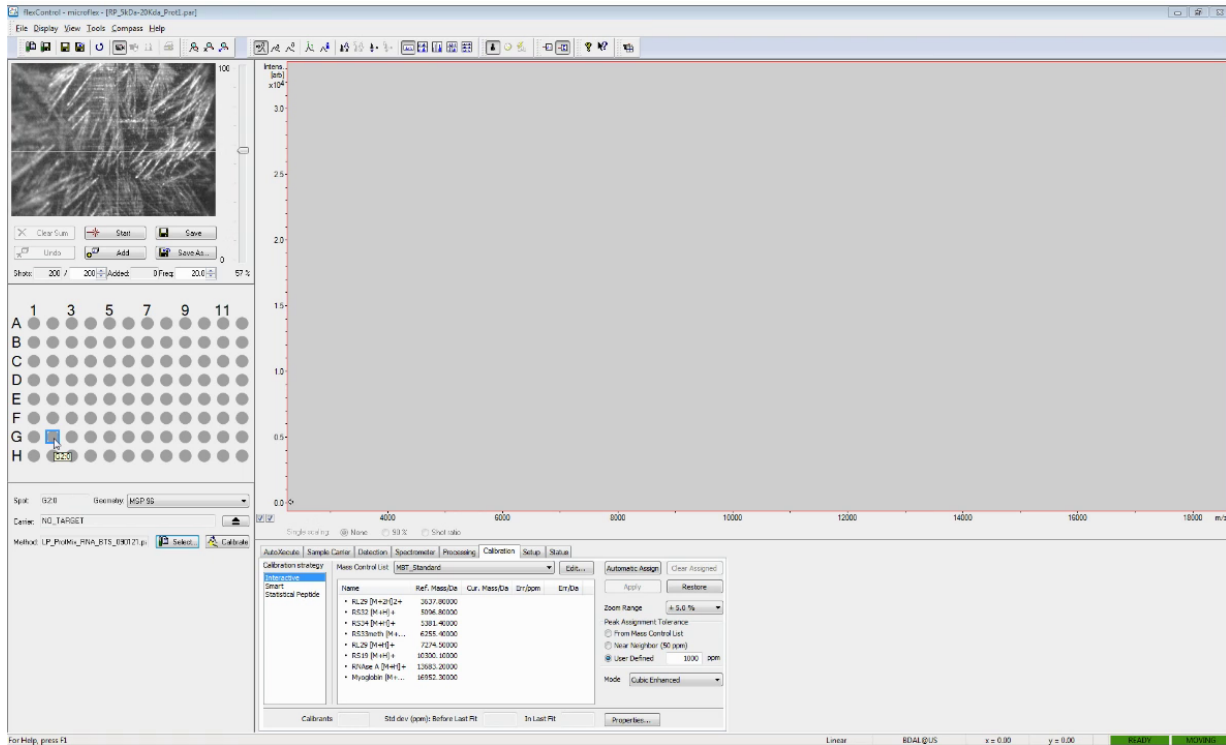 flexControl - microflex - [RP_5kDa-20Kda_Prot1.par]
File Display View Tools Compass Help
100
Clear Sum Start Save
Undo Add Save As...
0
Shots: 200 / 200 Added: 0 Freq: 20.0 57 %
1 3 5 7 9 11
A
B
C
D
E
F
G
H
Spot: G2:0 Geometry: MSP 96
Carrier: NO_TARGET
Method: Select... Calibrate
Intens.
[arb]
x10⁴
3.0
2.5
2.0
1.5
1.0
0.5
0.0
4000 6000 8000 10000 12000 14000 16000 18000 m/z
None 50 % Shot ratio
AutoXecute Sample Carrier Detection Spectrometer Processing Calibration Setup Status
Calibration strategy
Interactive
Smart
Statistical Peptide
Mass Control List MBT_Standard Edit...
Name Ref. Mass/Da Cur. Mass/Da Err/ppm Err/Da
RL29 [M+2H]2+ 3637.80000
RS32 [M+H]+ 5096.80000
RS34 [M+H]+ 5381.40000
RS33meth [M+... 6255.40000
RL29 [M+H]+ 7274.50000
RS19 [M+H]+ 10300.10000
RNAse A [M+H]+ 13683.20000
Myoglobin [M+... 16952.30000
Automatic Assign Clear Assigned
Apply Restore
Zoom Range ± 5.0 %
Peak Assignment Tolerance
From Mass Control List
Near Neighbor (50 ppm)
User Defined 1000 ppm
Mode Cubic Enhanced
Calibrants Std dev (ppm): Before Last Fit In Last Fit Properties...
For Help, press F1 Linear BDAL@US x = 0.00 y = 0.00 READY MOVING